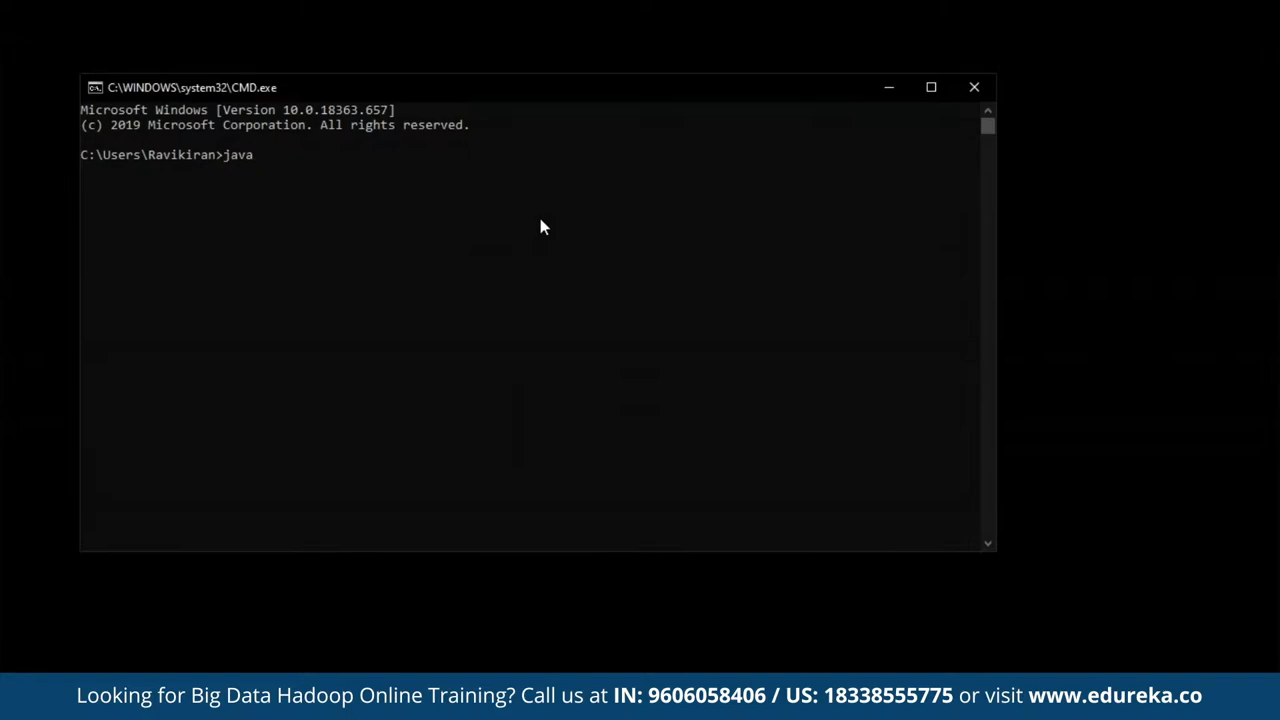 C:\WINDOWS\system32\CMD.exe
Microsoft Windows [Version 10.0.18363.657]
(c) 2019 Microsoft Corporation. All rights reserved.
C:\Users\Ravikiran>java
Looking for Big Data Hadoop Online Training? Call us at IN: 9606058406 / US: 18338555775 or visit www.edureka.co